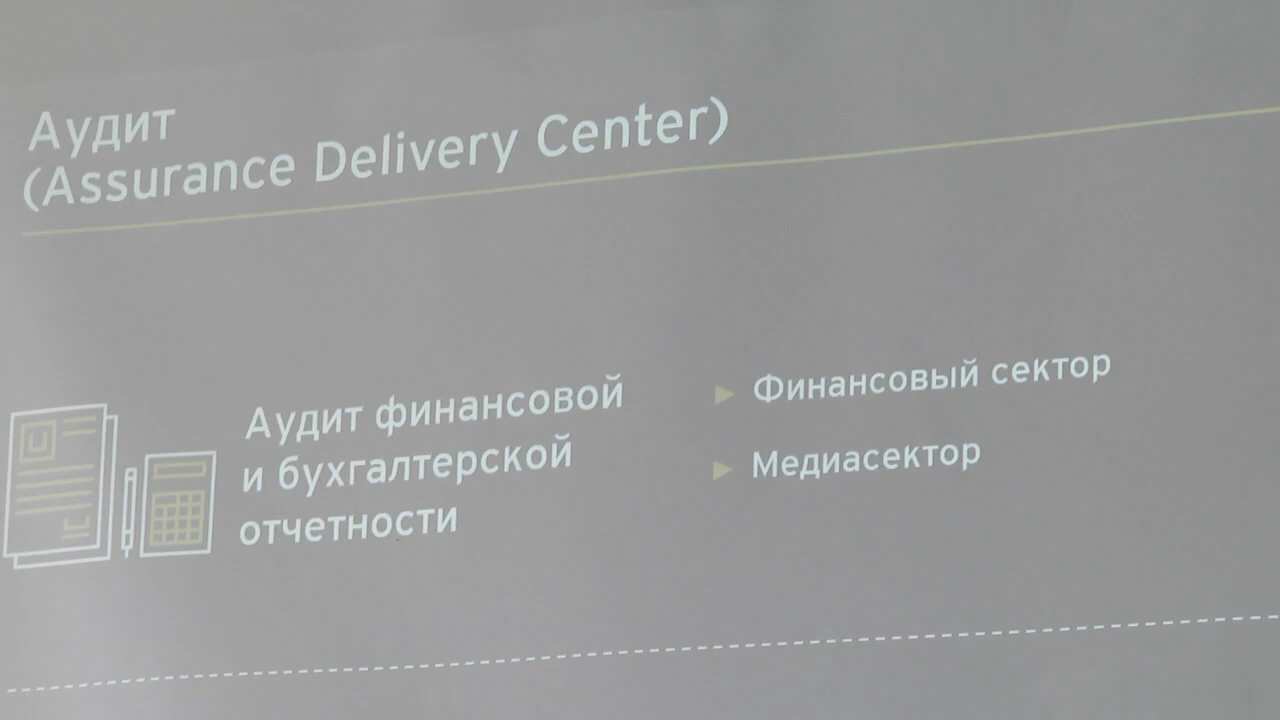 Аудит
(Assurance Delivery Center)
Аудит финансовой
и бухгалтерской
отчетности
Финансовый сектор
Медиасектор